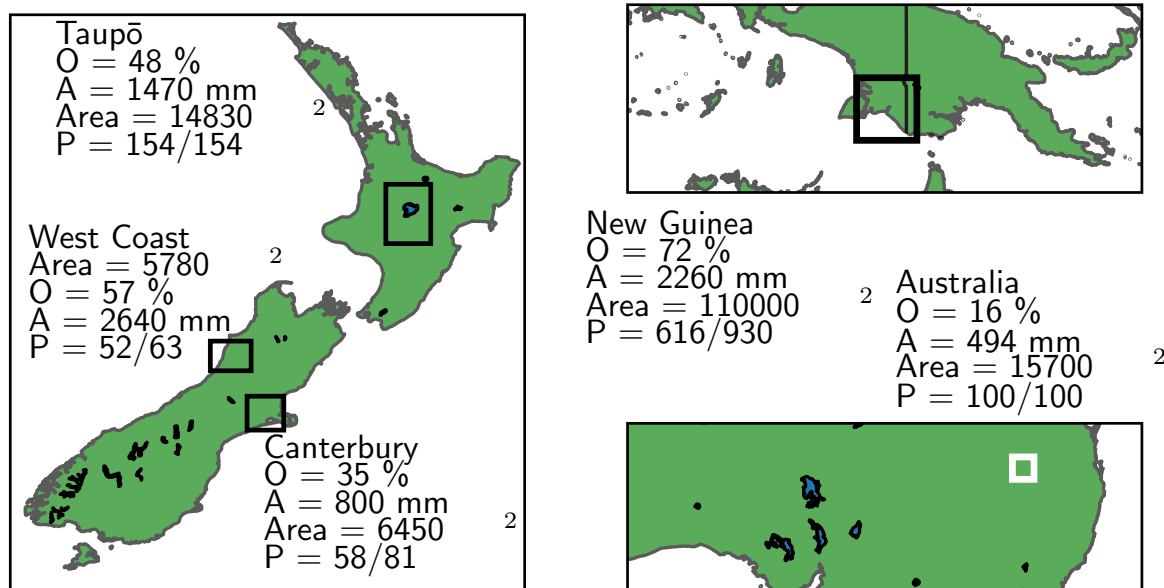 Taupō
O = 48 %
A = 1470 mm
Area = 14830
2
P = 154/154
West Coast
Area = 5780
2
O = 57 %
A = 2640 mm
P = 52/63
Canterbury
O = 35 %
A = 800 mm
Area = 6450
2
P = 58/81
New Guinea
O = 72 %
A = 2260 mm
Area = 110000
2
P = 616/930
Australia
O = 16 %
A = 494 mm
Area = 15700
2
P = 100/100